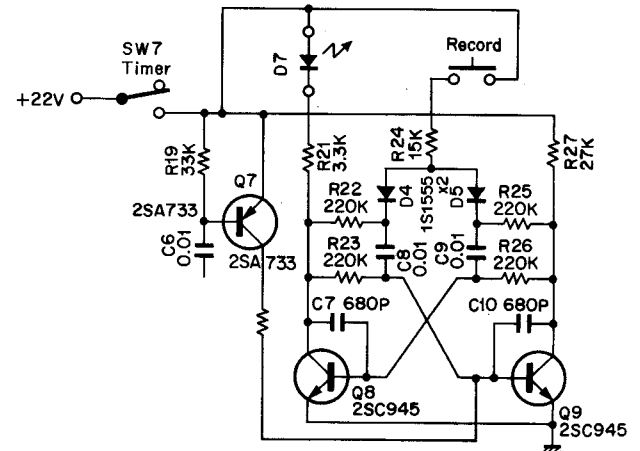 SW7
Timer
+22V
D7
Record
R19
33K
Q7
2SA733
C6
0.01
2SA733
R21
3.3K
R24
15K
R27
27K
D4
1S1555
x2
D5
R22
220K
R25
220K
R23
220K
C8
0.01
C9
0.01
R26
220K
C7 680P
C10 680P
Q8
2SC945
Q9
2SC945